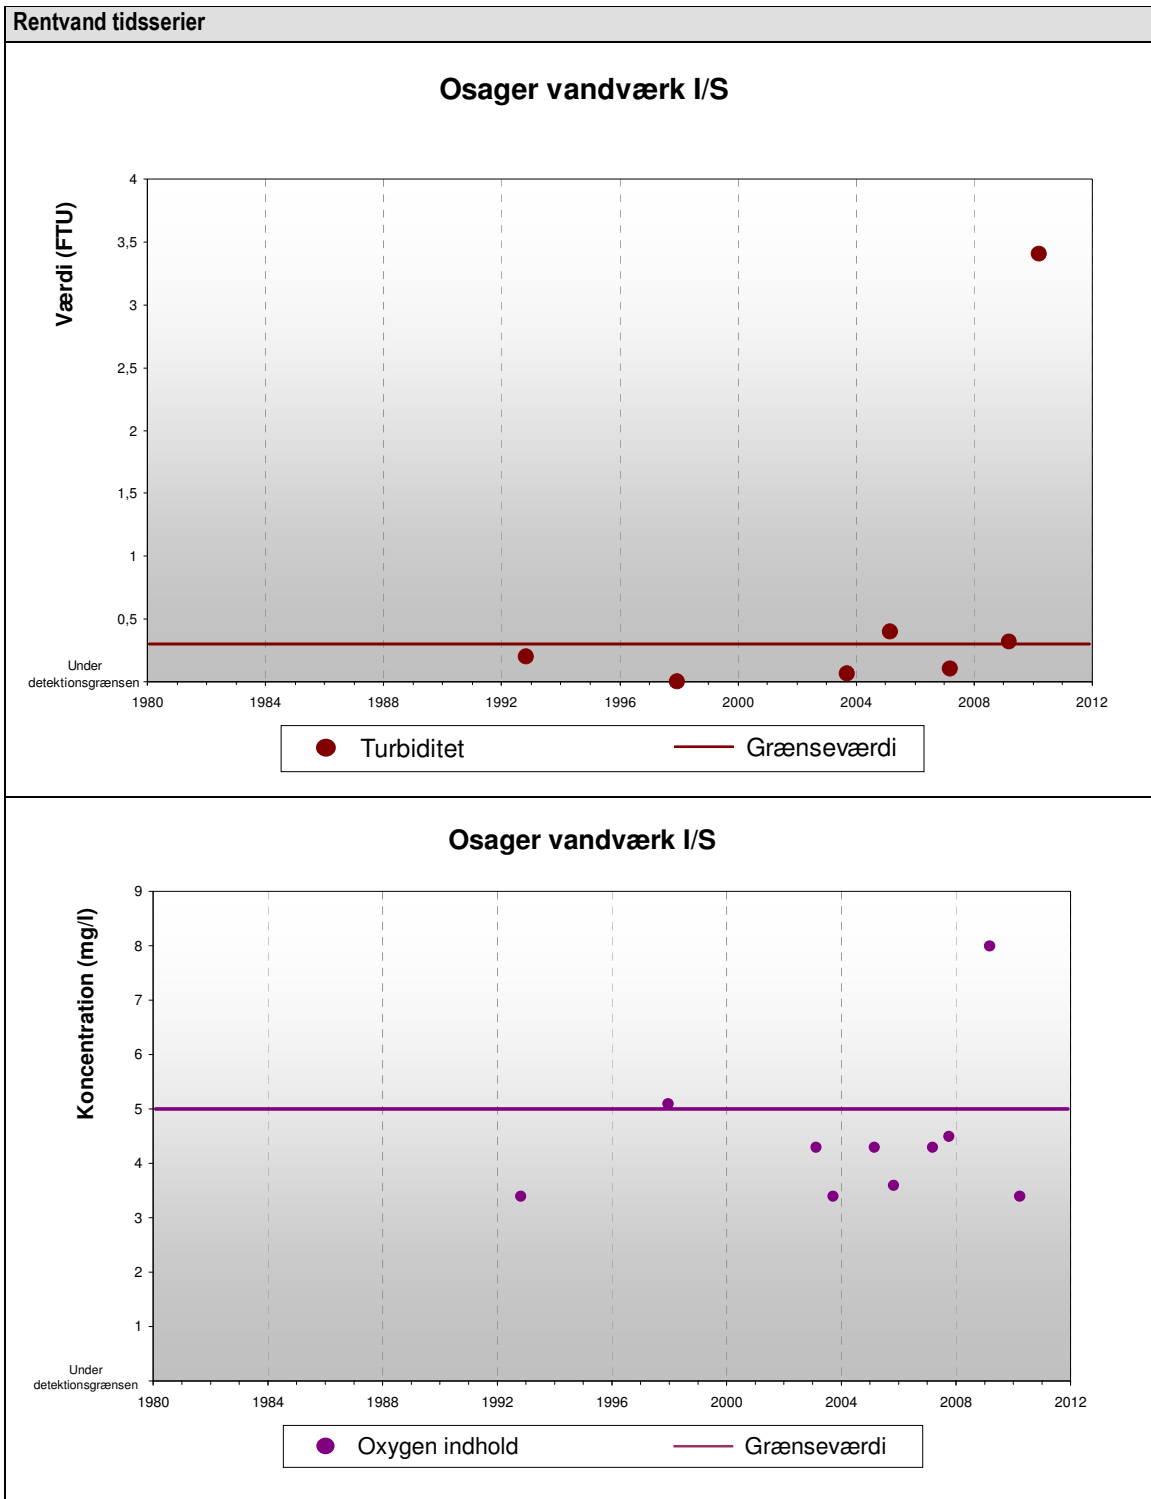 Rentvand tidsserier
Osager vandværk I/S
Værdi (FTU)
4
3,5
3
2,5
2
1,5
1
0,5
Under
detektionsgrænsen
1980 1984 1988 1992 1996 2000 2004 2008 2012
Turbiditet Grænseværdi
Osager vandværk I/S
Koncentration (mg/l)
9
8
7
6
5
4
3
2
1
Under
detektionsgrænsen
1980 1984 1988 1992 1996 2000 2004 2008 2012
Oxygen indhold Grænseværdi